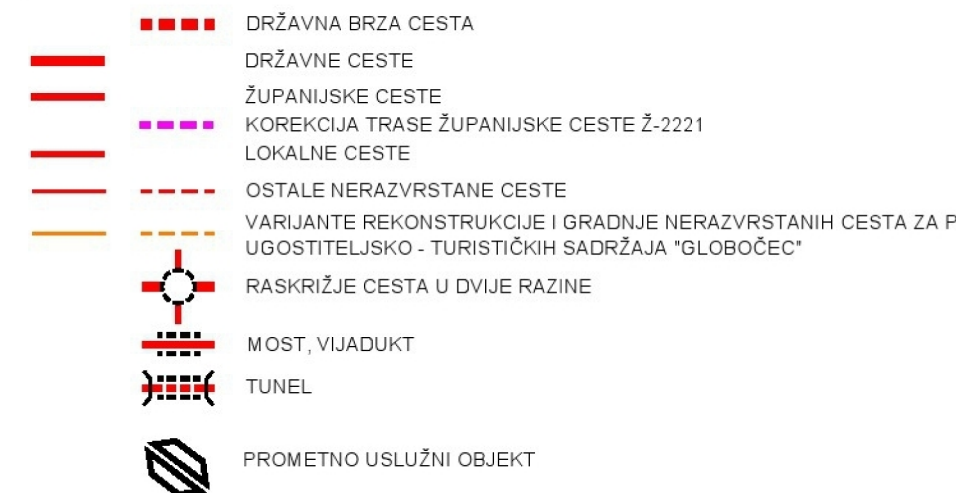 DRŽAVNA BRZA CESTA
DRŽAVNE CESTE
ŽUPANIJSKE CESTE
KOREKCIJA TRASE ŽUPANIJSKE CESTE Ž-2221
LOKALNE CESTE
OSTALE NERAZVRSTANE CESTE
VARIJANTE REKONSTRUKCIJE I GRADNJE NERAZVRSTANIH CESTA ZA P
UGOSTITELJSKO - TURISTIČKIH SADRŽAJA "GLOBOČEC"
RASKRIŽJE CESTA U DVIJE RAZINE
MOST, VIJADUKT
TUNEL
PROMETNO USLUŽNI OBJEKT